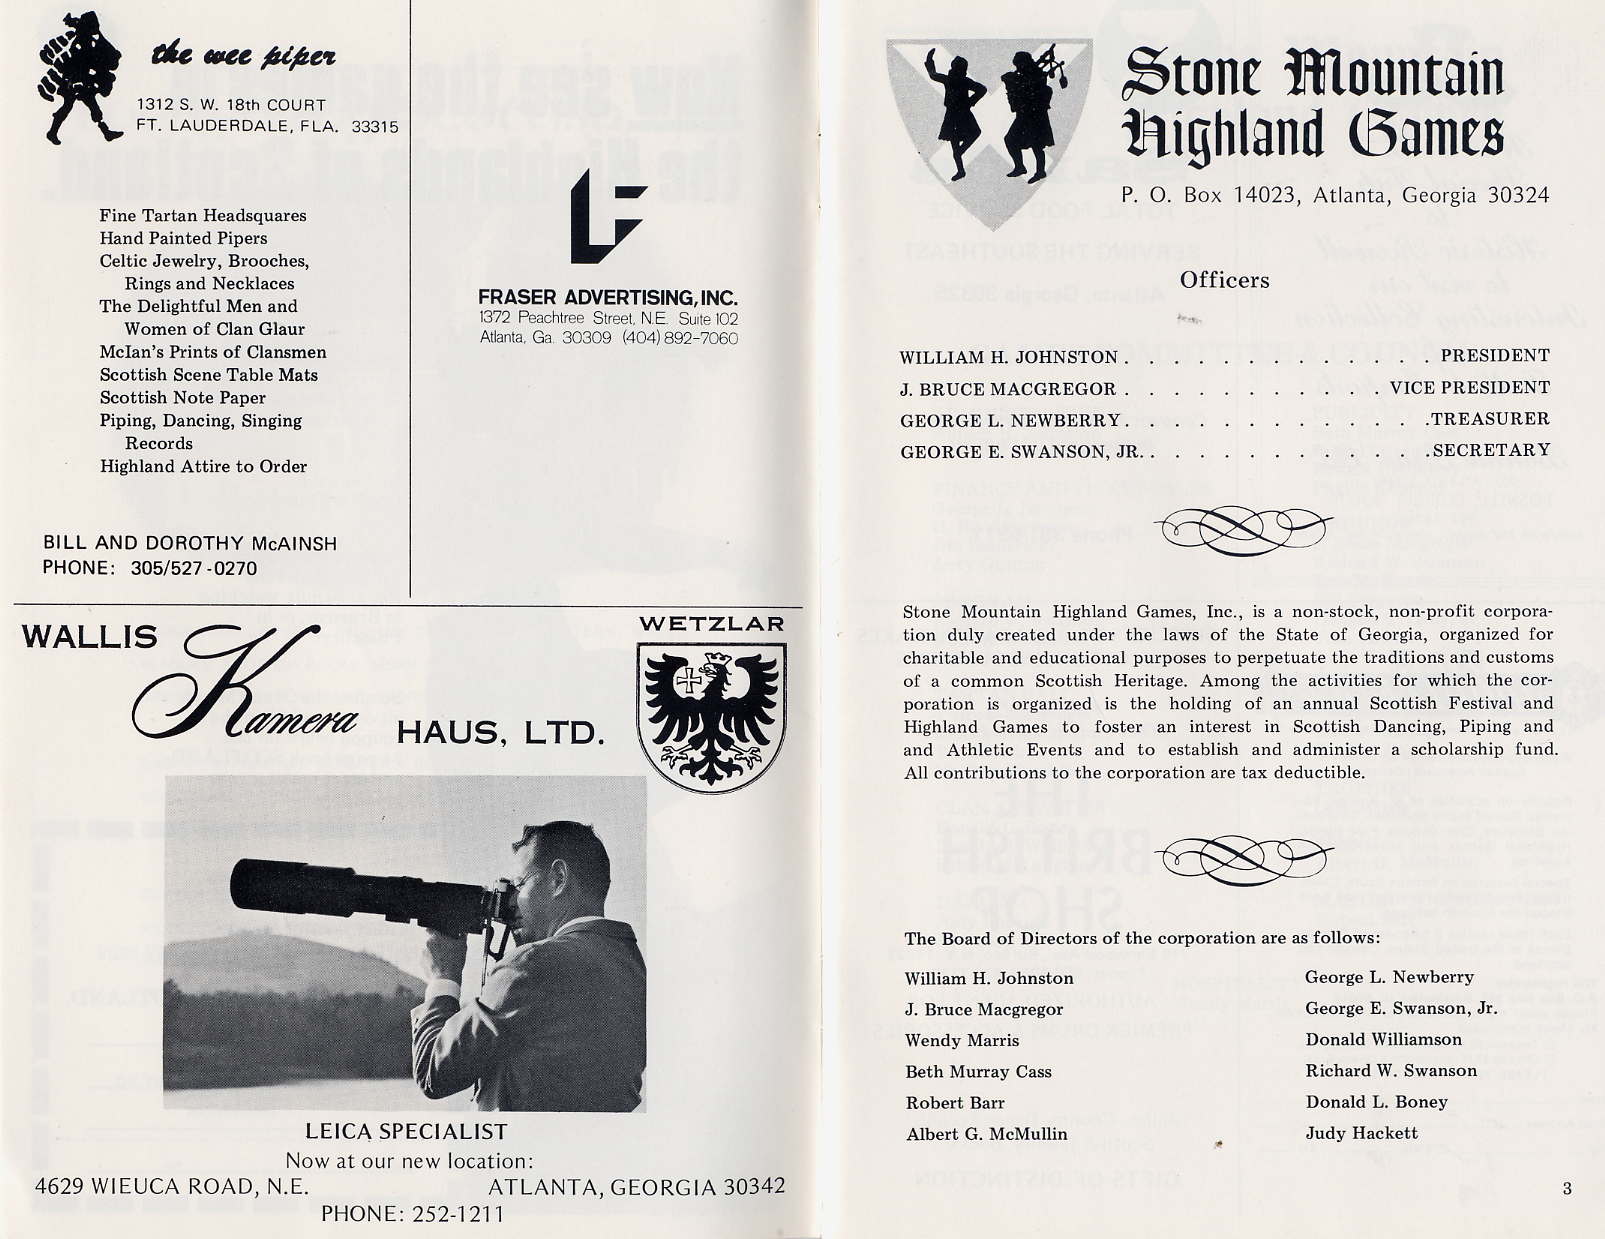 the wee piper
1312 S. W. 18th COURT
FT. LAUDERDALE, FLA. 33315
Fine Tartan Headsquares
Hand Painted Pipers
Celtic Jewelry, Brooches,
Rings and Necklaces
The Delightful Men and
Women of Clan Glaur
McIan's Prints of Clansmen
Scottish Scene Table Mats
Scottish Note Paper
Piping, Dancing, Singing
Records
Highland Attire to Order
BILL AND DOROTHY McAINSH
PHONE: 305/527-0270
FRASER ADVERTISING, INC.
1372 Peachtree Street, N.E. Suite 102
Atlanta, Ga. 30309 (404) 892-7060
WALLIS Kamera HAUS, LTD.
WETZLAR
LEICA SPECIALIST
Now at our new location:
4629 WIEUCA ROAD, N.E. ATLANTA, GEORGIA 30342
PHONE: 252-1211
Stone Mountain
Highland Games
P. O. Box 14023, Atlanta, Georgia 30324
Officers
WILLIAM H. JOHNSTON . . . . . . . . . . . . . PRESIDENT
J. BRUCE MACGREGOR . . . . . . . . . . . VICE PRESIDENT
GEORGE L. NEWBERRY. . . . . . . . . . . . . .TREASURER
GEORGE E. SWANSON, JR. . . . . . . . . . . . . .SECRETARY
Stone Mountain Highland Games, Inc., is a non-stock, non-profit corpora-
tion duly created under the laws of the State of Georgia, organized for
charitable and educational purposes to perpetuate the traditions and customs
of a common Scottish Heritage. Among the activities for which the cor-
poration is organized is the holding of an annual Scottish Festival and
Highland Games to foster an interest in Scottish Dancing, Piping and
and Athletic Events and to establish and administer a scholarship fund.
All contributions to the corporation are tax deductible.
The Board of Directors of the corporation are as follows:
William H. Johnston
J. Bruce Macgregor
Wendy Marris
Beth Murray Cass
Robert Barr
Albert G. McMullin
George L. Newberry
George E. Swanson, Jr.
Donald Williamson
Richard W. Swanson
Donald L. Boney
Judy Hackett
3